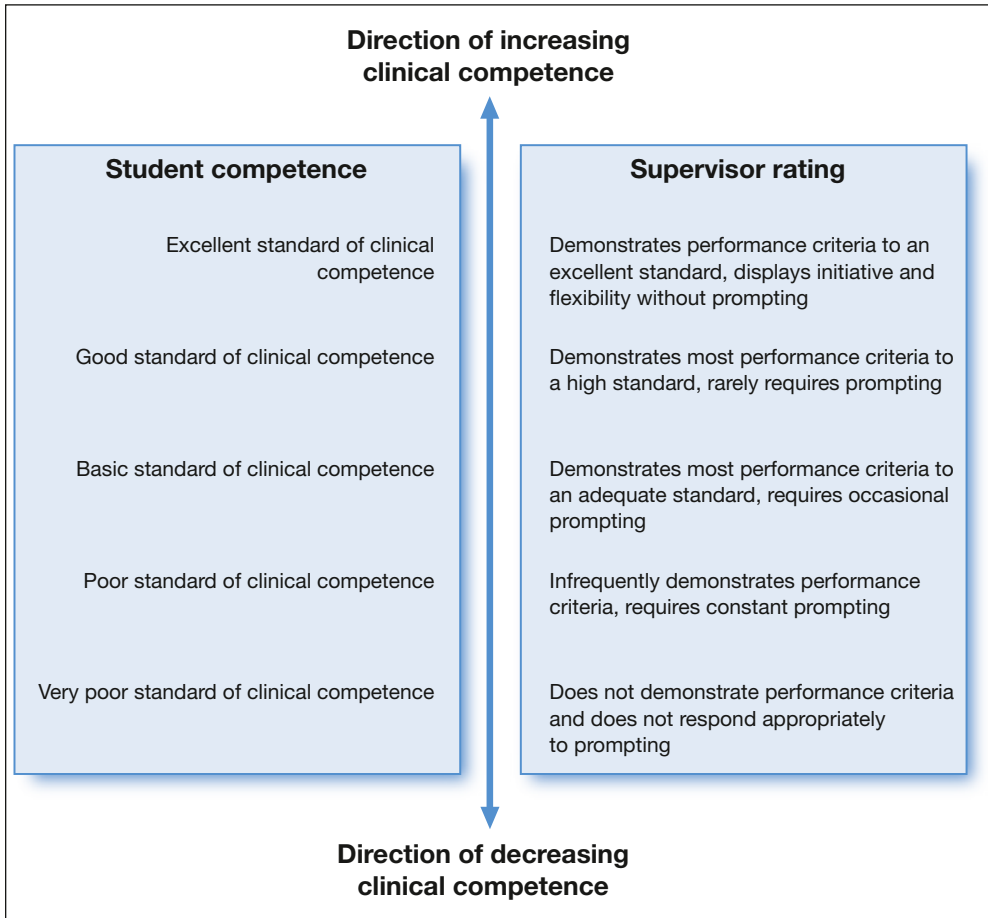 Direction of increasing
clinical competence
Student competence
Excellent standard of clinical
competence
Good standard of clinical competence
Basic standard of clinical competence
Poor standard of clinical competence
Very poor standard of clinical competence
Supervisor rating
Demonstrates performance criteria to an
excellent standard, displays initiative and
flexibility without prompting
Demonstrates most performance criteria to
a high standard, rarely requires prompting
Demonstrates most performance criteria to
an adequate standard, requires occasional
prompting
Infrequently demonstrates performance
criteria, requires constant prompting
Does not demonstrate performance criteria
and does not respond appropriately
to prompting
Direction of decreasing
clinical competence